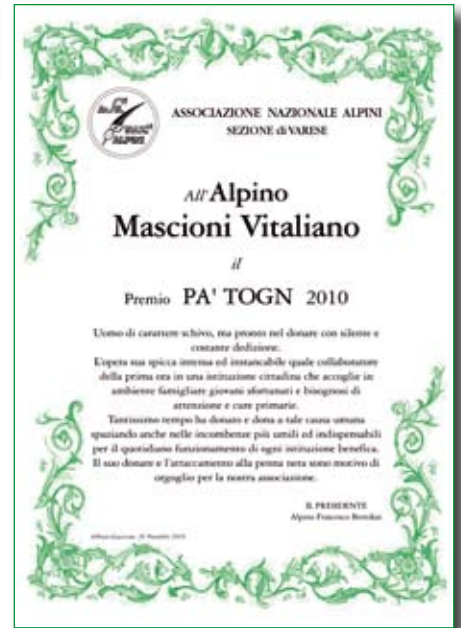 ASSOCIAZIONE NAZIONALE ALPINI
SEZIONE di VARESE
All'Alpino
Mascioni Vitaliano
il
Premio PA' TOGN 2010
Uomo di carattere schivo, ma pronto nel donare con silente e
costante dedizione.
L'opera sua spicca intensa ed instancabile quale collaboratore
della prima ora in una istituzione cittadina che accoglie in
ambiente famigliare giovani sfortunati e bisognosi di
attenzione e cure primarie.
Tantissimo tempo ha donato e dona a tale causa umana
spaziando anche nelle incombenze più umili ed indispensabili
per il quotidiano funzionamento di ogni istituzione benefica.
Il suo donare e l'attaccamento alla penna nera sono motivo di
orgoglio per la nostra associazione.
IL PRESIDENTE
Alpino Francesco Bertolasi
2010